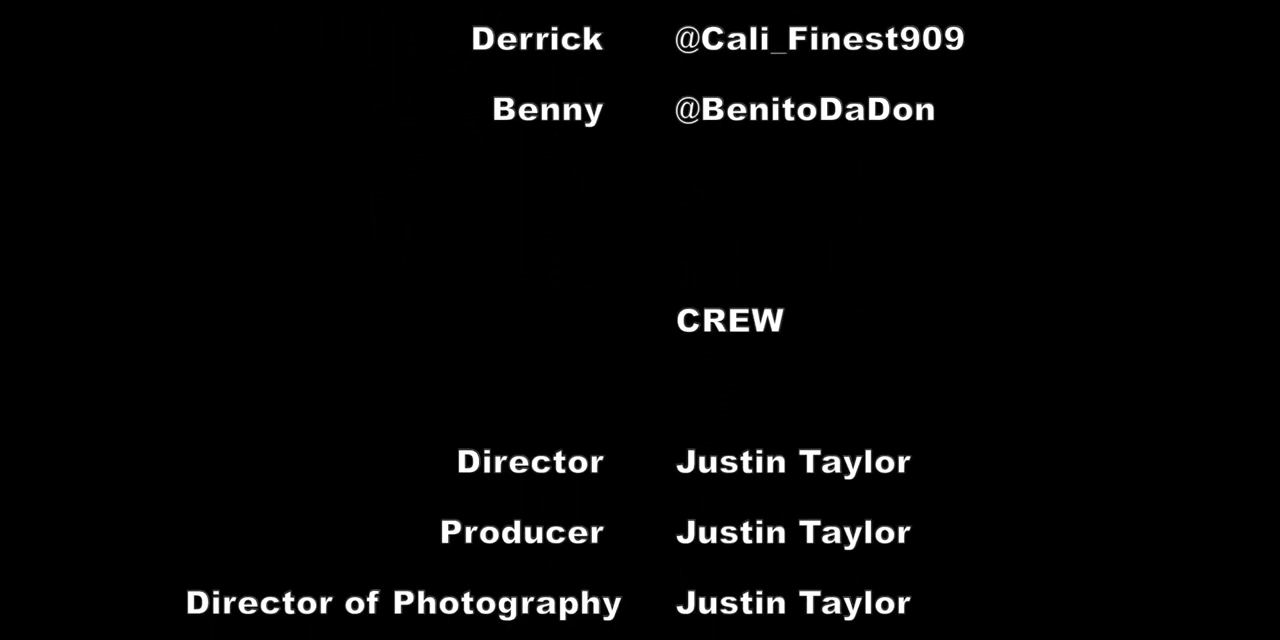 Derrick @Cali_Finest909
Benny @BenitoDaDon
CREW
Director Justin Taylor
Producer Justin Taylor
Director of Photography Justin Taylor